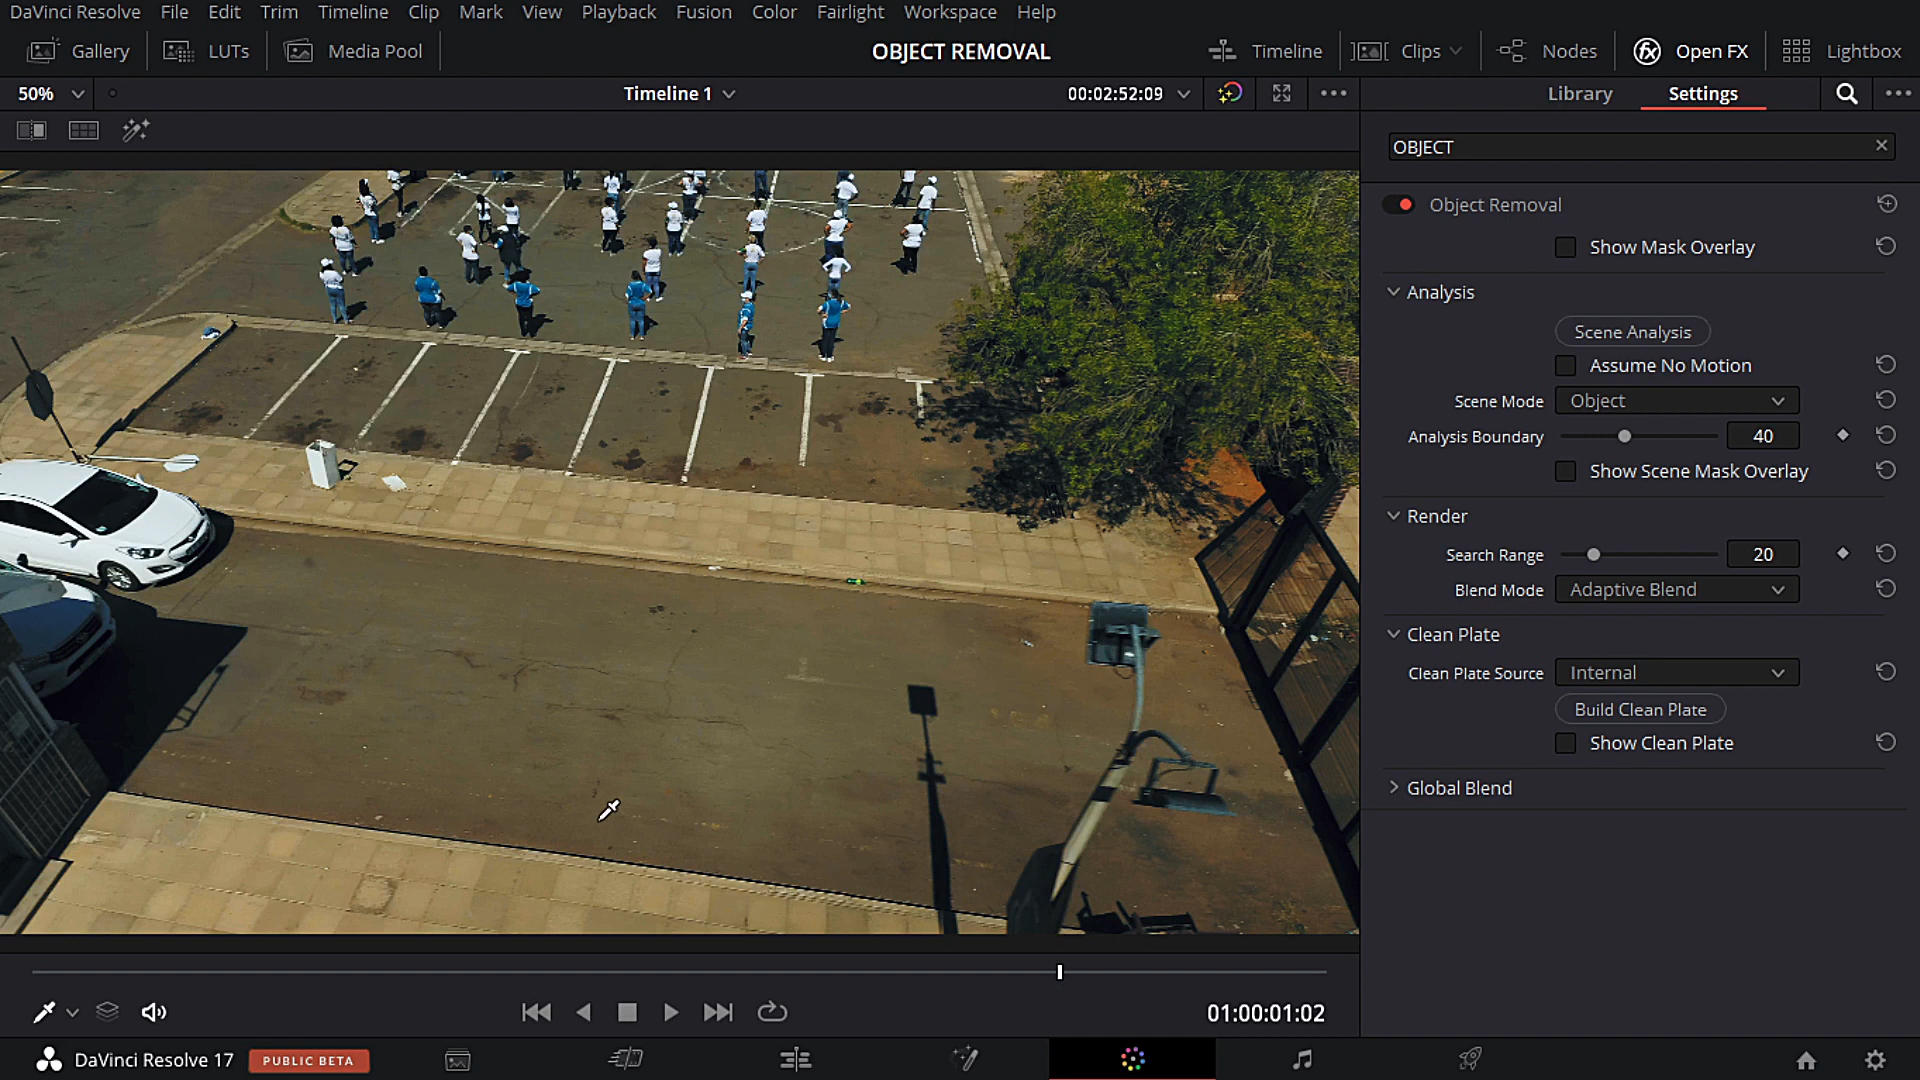 DaVinci Resolve File Edit Trim Timeline Clip Mark View Playback Fusion Color Fairlight Workspace Help
Gallery LUTs Media Pool OBJECT REMOVAL Timeline Clips Nodes Open FX Lightbox
50% Timeline 1 00:02:52:09 Library Settings
OBJECT
Object Removal
Show Mask Overlay
Analysis
Scene Analysis
Assume No Motion
Scene Mode Object
Analysis Boundary 40
Show Scene Mask Overlay
Render
Search Range 20
Blend Mode Adaptive Blend
Clean Plate
Clean Plate Source Internal
Build Clean Plate
Show Clean Plate
Global Blend
01:00:01:02
DaVinci Resolve 17 PUBLIC BETA